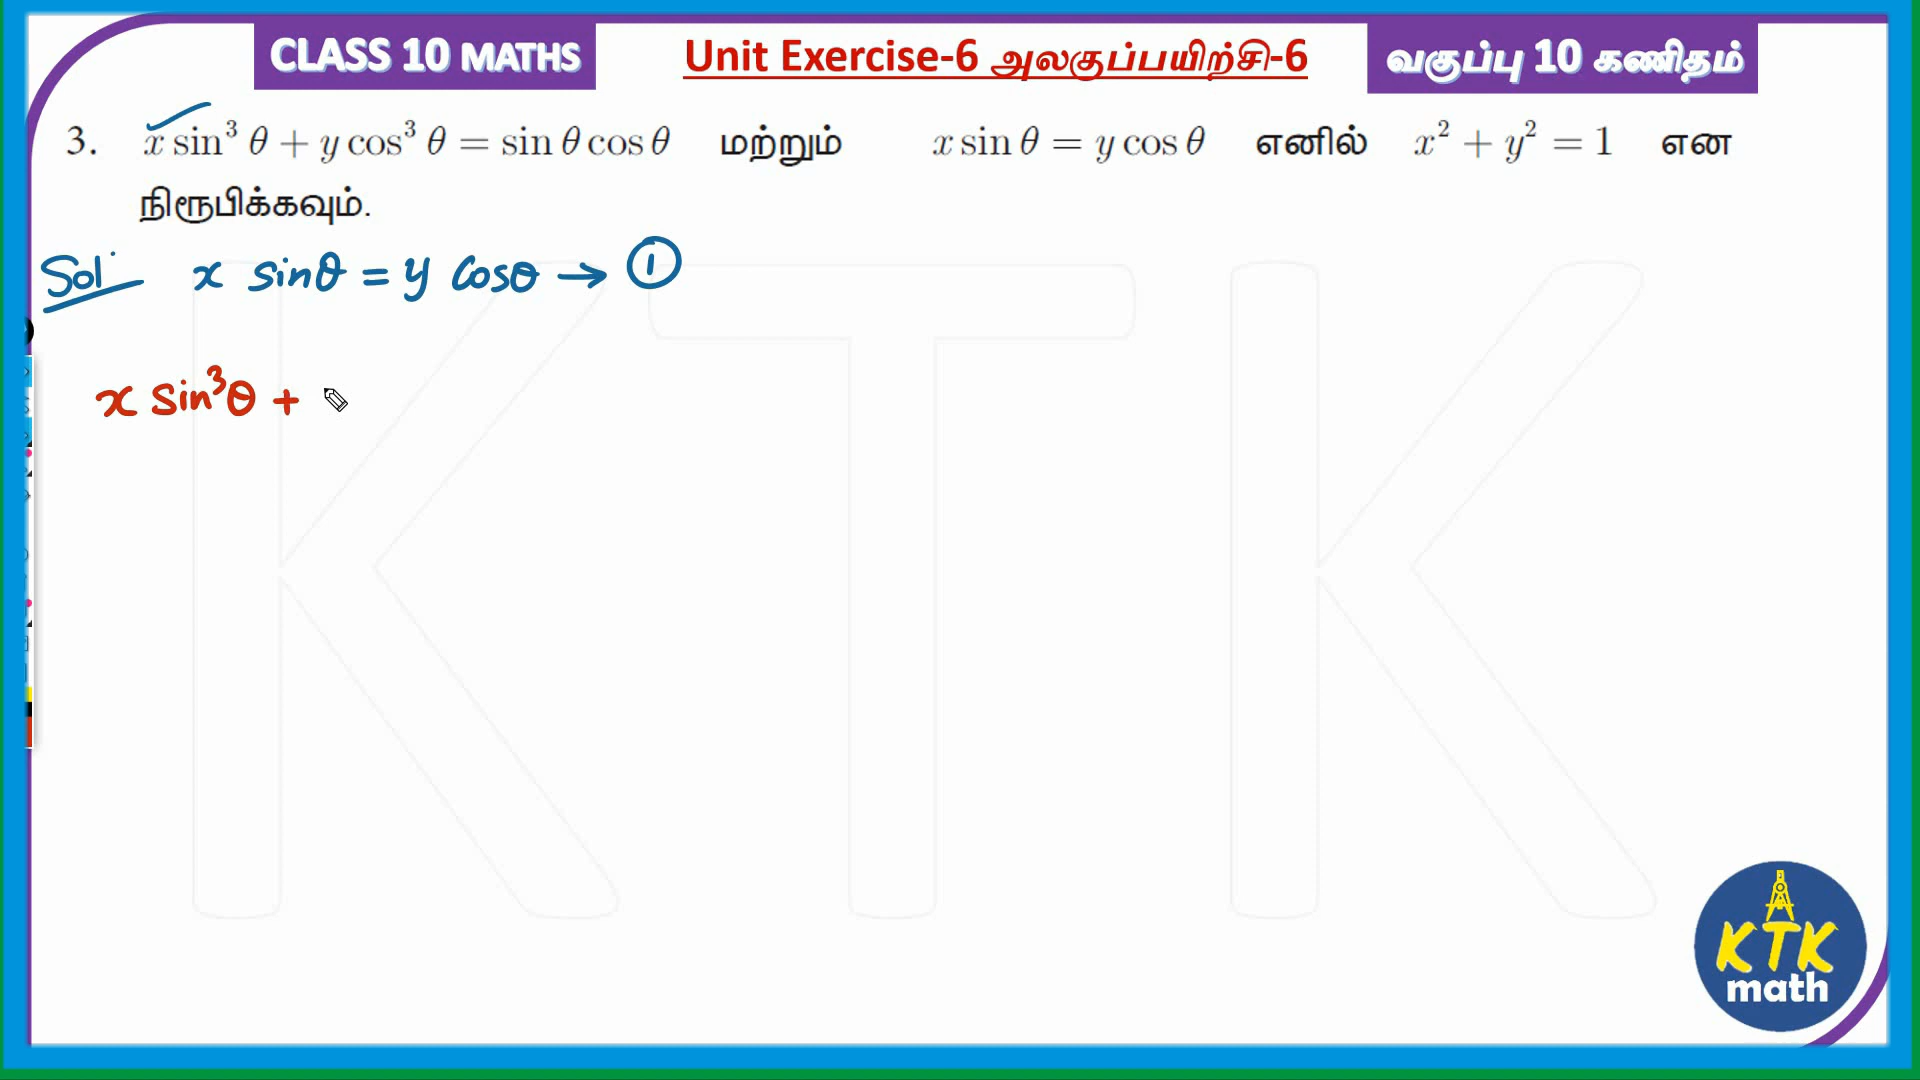 CLASS 10 MATHS
Unit Exercise-6 அலகுப்பயிற்சி-6
வகுப்பு 10 கணிதம்
3. x sin³ θ + y cos³ θ = sin θ cos θ மற்றும் x sin θ = y cos θ எனில் x² + y² = 1 என
நிரூபிக்கவும்.
Sol: x sinθ = y cosθ → ①
x sin³θ +
KTK
KTK
math